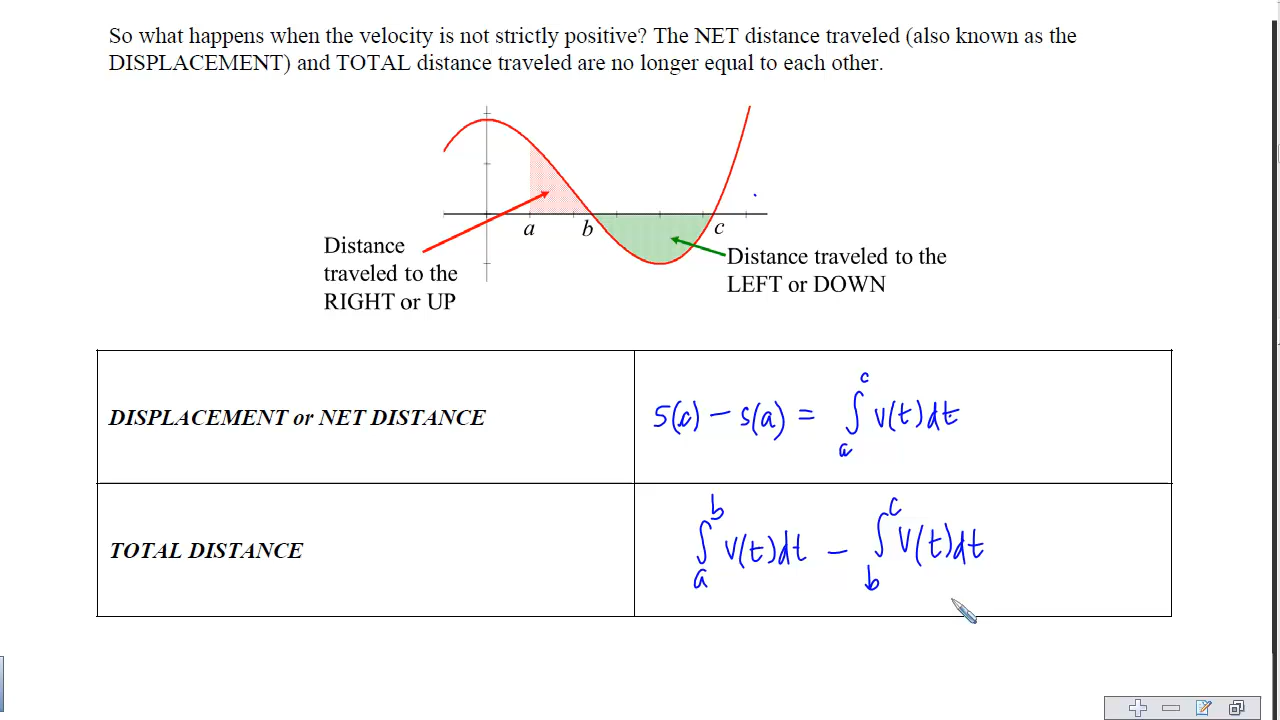 So what happens when the velocity is not strictly positive? The NET distance traveled (also known as the
DISPLACEMENT) and TOTAL distance traveled are no longer equal to each other.
a
b
c
Distance
traveled to the
RIGHT or UP
Distance traveled to the
LEFT or DOWN
DISPLACEMENT or NET DISTANCE
s(c) − s(a) = ∫ₐᶜ v(t)dt
TOTAL DISTANCE
∫ₐᵇ v(t)dt − ∫_b^c v(t)dt